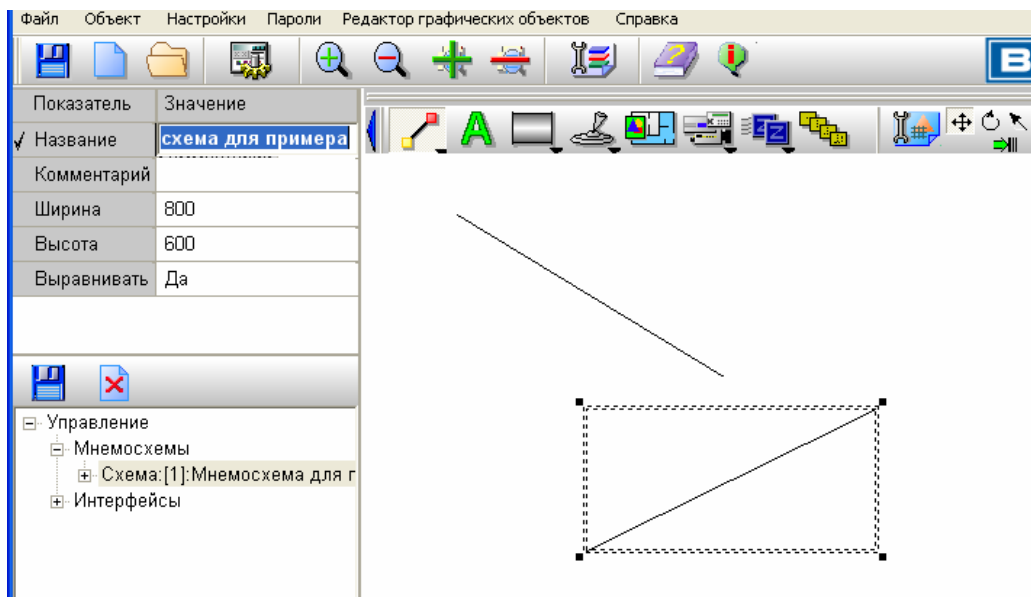 Файл Объект Настройки Пароли Редактор графических объектов Справка
Показатель Значение
Название схема для примера
Комментарий
Ширина 800
Высота 600
Выравнивать Да
Управление
Мнемосхемы
Схема:[1]:Мнемосхема для г
Интерфейсы